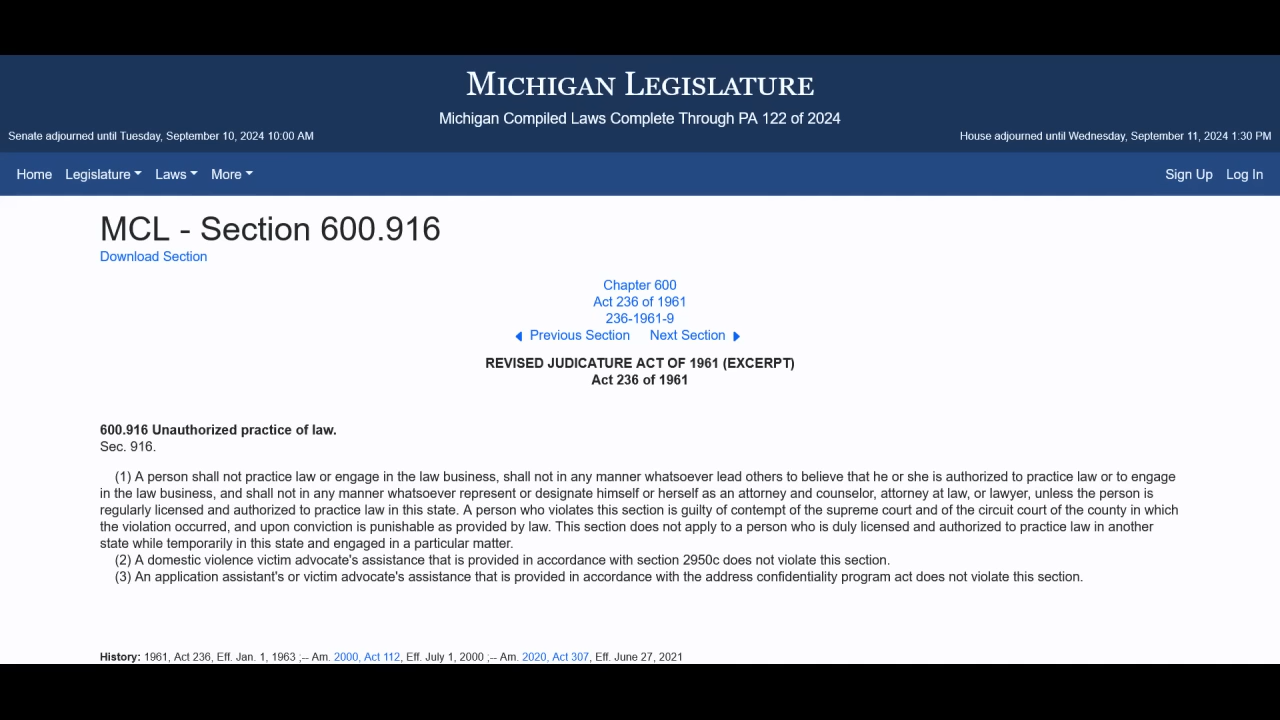 MICHIGAN LEGISLATURE
Michigan Compiled Laws Complete Through PA 122 of 2024
Senate adjourned until Tuesday, September 10, 2024 10:00 AM
House adjourned until Wednesday, September 11, 2024 1:30 PM
Home Legislature Laws More Sign Up Log In
MCL - Section 600.916
Download Section
Chapter 600
Act 236 of 1961
236-1961-9
Previous Section Next Section
REVISED JUDICATURE ACT OF 1961 (EXCERPT)
Act 236 of 1961
600.916 Unauthorized practice of law.
Sec. 916.
(1) A person shall not practice law or engage in the law business, shall not in any manner whatsoever lead others to believe that he or she is authorized to practice law or to engage
in the law business, and shall not in any manner whatsoever represent or designate himself or herself as an attorney and counselor, attorney at law, or lawyer, unless the person is
regularly licensed and authorized to practice law in this state. A person who violates this section is guilty of contempt of the supreme court and of the circuit court of the county in which
the violation occurred, and upon conviction is punishable as provided by law. This section does not apply to a person who is duly licensed and authorized to practice law in another
state while temporarily in this state and engaged in a particular matter.
(2) A domestic violence victim advocate's assistance that is provided in accordance with section 2950c does not violate this section.
(3) An application assistant's or victim advocate's assistance that is provided in accordance with the address confidentiality program act does not violate this section.
History: 1961, Act 236, Eff. Jan. 1, 1963 ;-- Am. 2000, Act 112, Eff. July 1, 2000 ;-- Am. 2020, Act 307, Eff. June 27, 2021